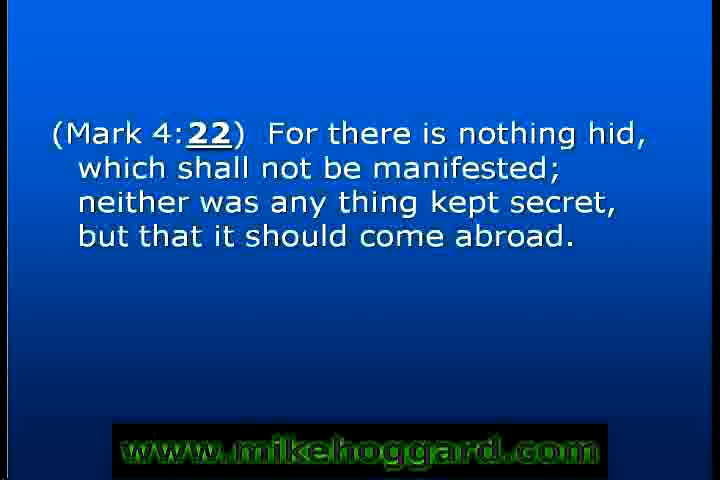 (Mark 4:22) For there is nothing hid,
which shall not be manifested;
neither was any thing kept secret,
but that it should come abroad.
www.mikehoggard.com